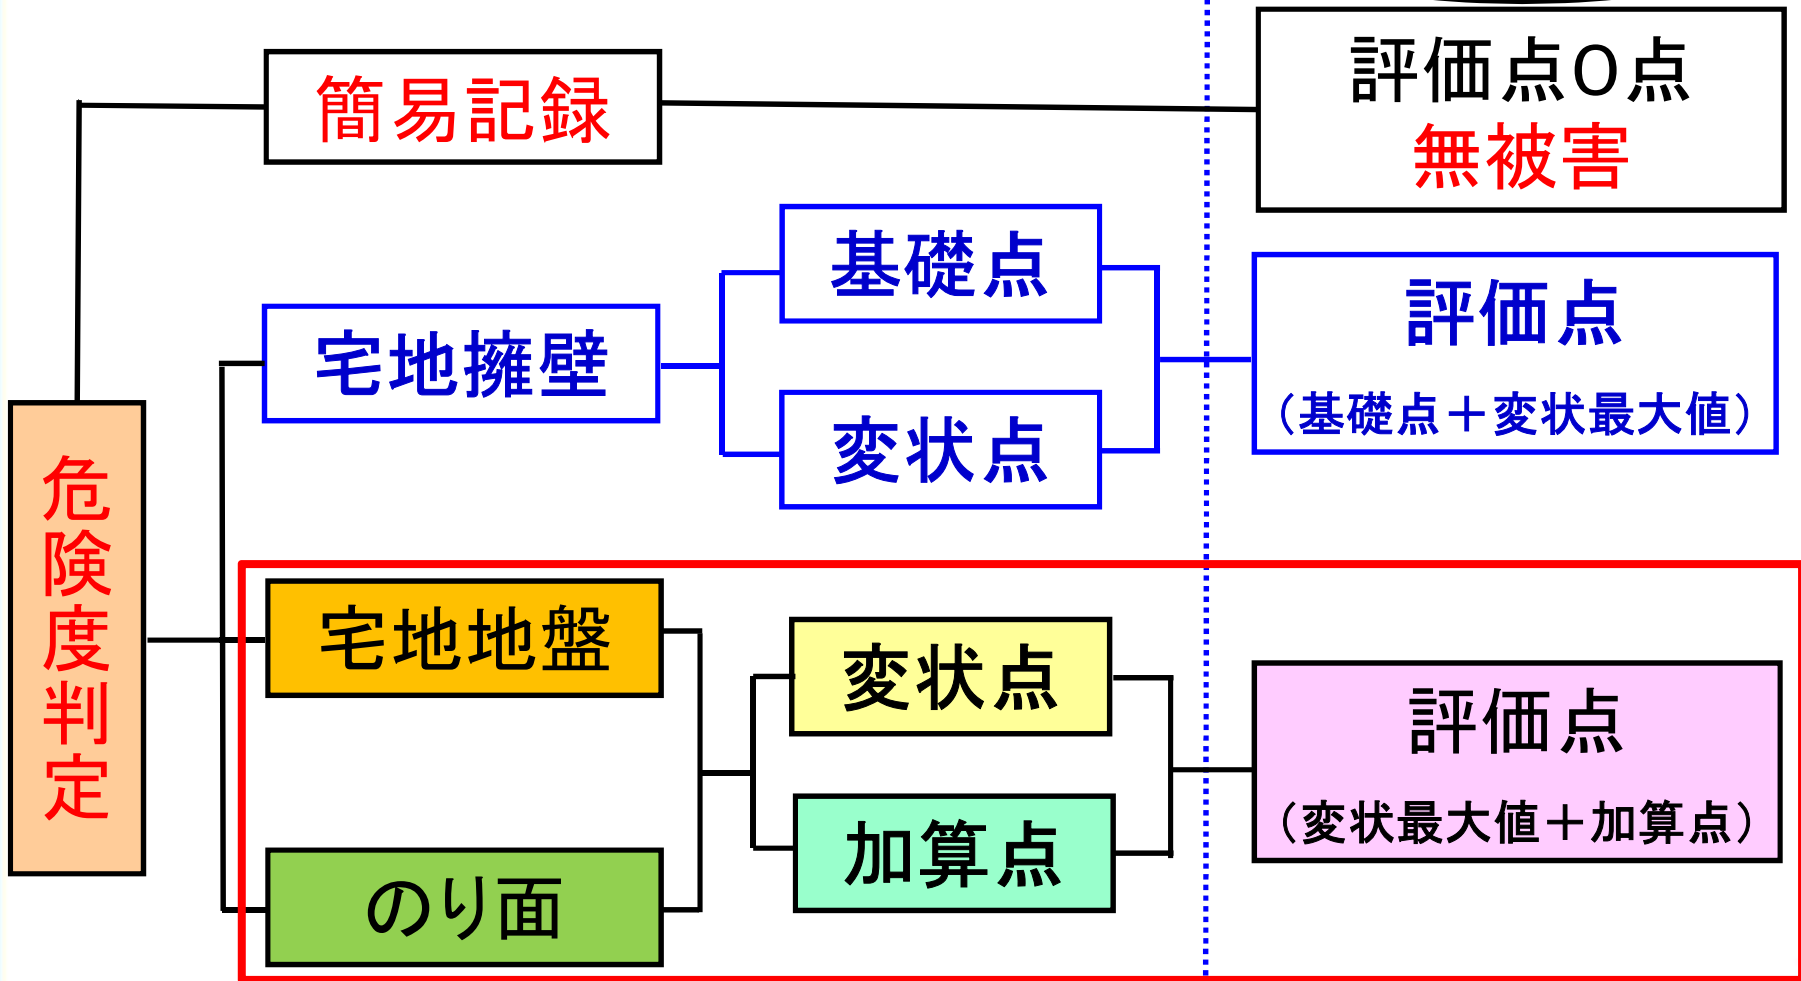 簡易記録
評価点0点
無被害
基礎点
宅地擁壁
変状点
評価点
（基礎点＋変状最大値）
危険度判定
宅地地盤
のり面
変状点
加算点
評価点
（変状最大値＋加算点）